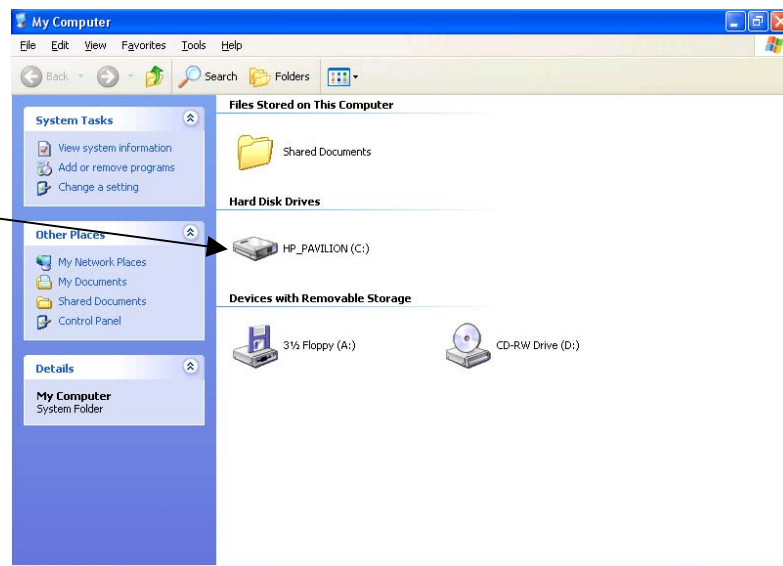 My Computer
File Edit View Favorites Tools Help
Back Search Folders
System Tasks
View system information
Add or remove programs
Change a setting
Other Places
My Network Places
My Documents
Shared Documents
Control Panel
Details
My Computer
System Folder
Files Stored on This Computer
Shared Documents
Hard Disk Drives
HP_PAVILION (C:)
Devices with Removable Storage
3½ Floppy (A:)
CD-RW Drive (D:)